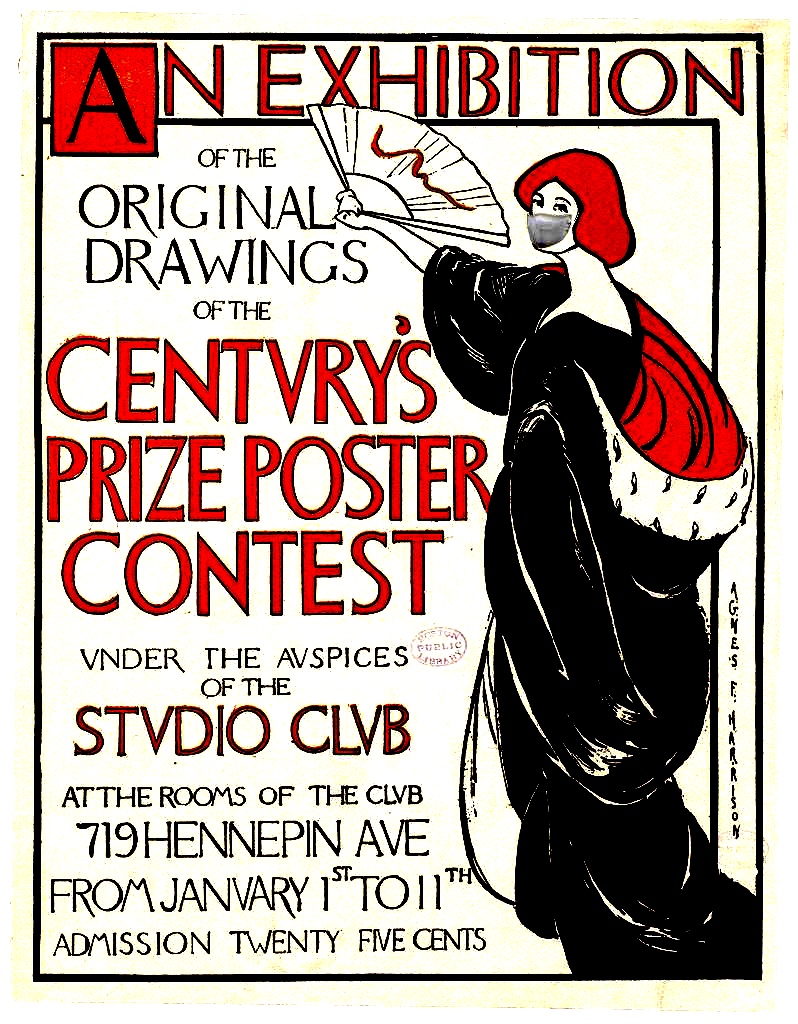 AN EXHIBITION
OF THE
ORIGINAL
DRAWINGS
OF THE
CENTVRY'S
PRIZE POSTER
CONTEST
VNDER THE AVSPICES
OF THE
STVDIO CLVB
AT THE ROOMS OF THE CLVB
719 HENNEPIN AVE
FROM JANVARY 1ST TO 11TH
ADMISSION TWENTY FIVE CENTS
AGNES F. HARRISON
BOSTON
PUBLIC
LIBRARY